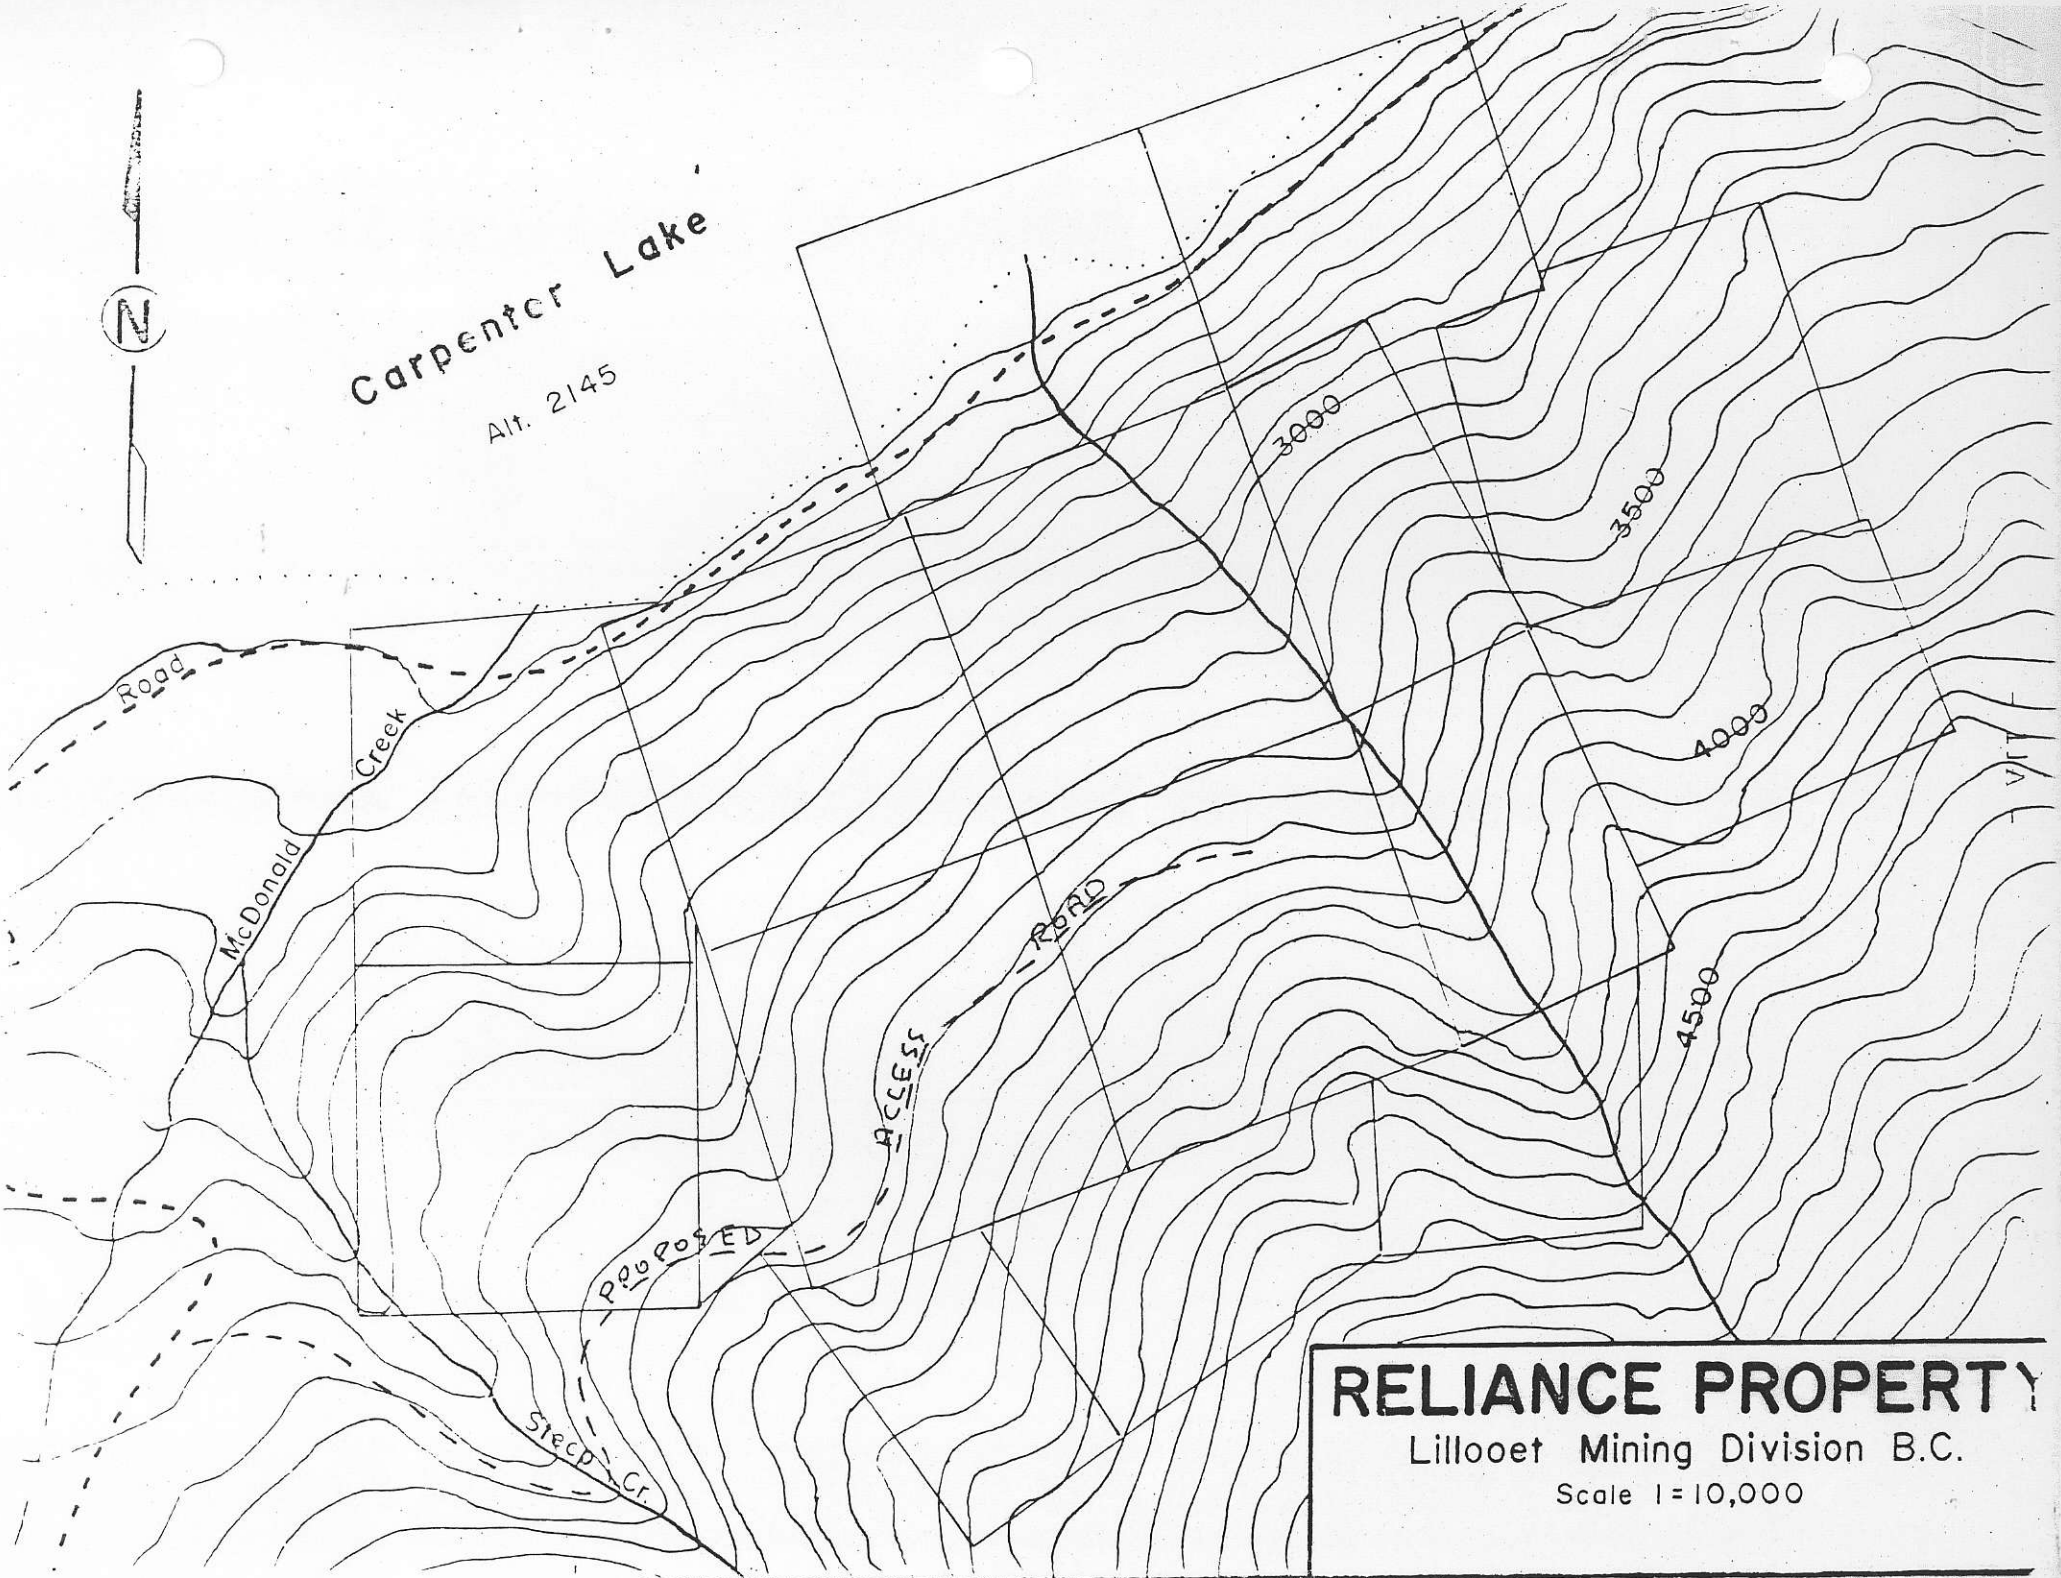 N
Carpenter Lake
Alt. 2145
3000
3500
Road
McDonald Creek
4000
PROPOSED ACCESS ROAD
4500
Steep Cr.
RELIANCE PROPERTY
Lillooet Mining Division B.C.
Scale 1=10,000